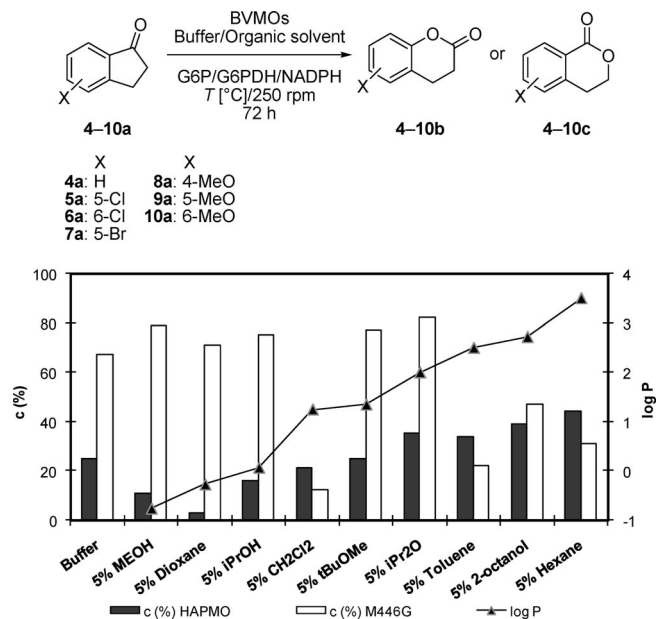 BVMOs
Buffer/Organic solvent
G6P/G6PDH/NADPH
T [°C]/250 rpm
72 h
O
X
4–10a
O
O
X
4–10b
or
O
O
X
4–10c
X
4a: H
5a: 5-Cl
6a: 6-Cl
7a: 5-Br
X
8a: 4-MeO
9a: 5-MeO
10a: 6-MeO
c (%)
100
80
60
40
20
0
4
3
2
1
0
-1
log P
Buffer
5% MEOH
5% Dioxane
5% iPrOH
5% CH2Cl2
5% tBuOMe
5% iPr2O
5% Toluene
5% 2-octanol
5% Hexane
c (%) HAPMO
c (%) M446G
log P